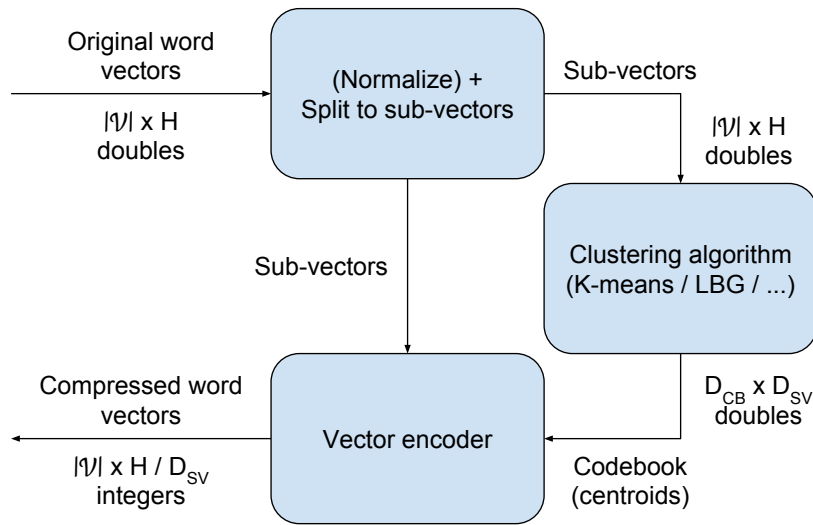 Original word
vectors
|𝒱| x H
doubles
(Normalize) +
Split to sub-vectors
Sub-vectors
|𝒱| x H
doubles
Clustering algorithm
(K-means / LBG / ...)
Sub-vectors
D_CB x D_SV
doubles
Codebook
(centroids)
Vector encoder
Compressed word
vectors
|𝒱| x H / D_SV
integers